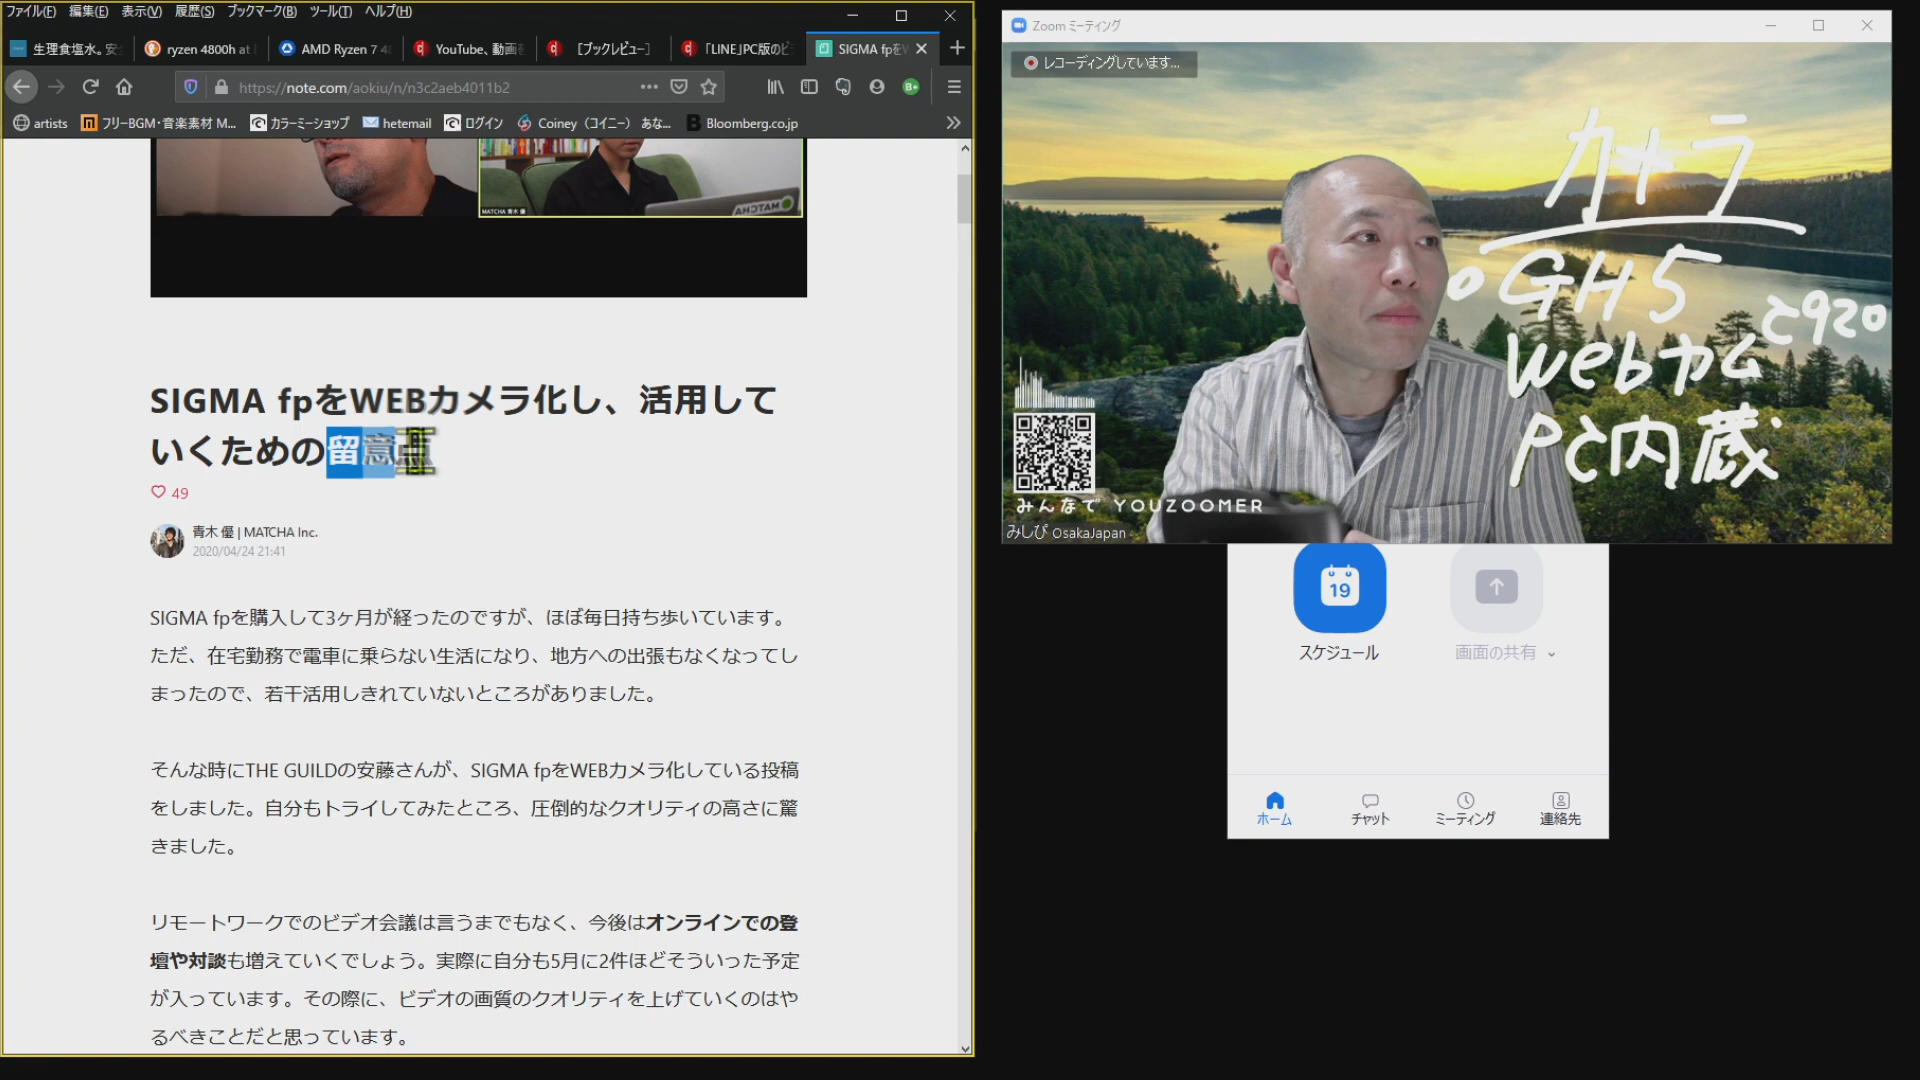 ファイル(F) 編集(E) 表示(V) 履歴(S) ブックマーク(B) ツール(T) ヘルプ(H)
生理食塩水。安全 ryzen 4800h at AMD Ryzen 7 48 YouTube、動画を [ブックレビュー] 「LINE」PC版のビデ SIGMA fpをW
https://note.com/aokiu/n/n3c2aeb4011b2
artists フリーBGM・音楽素材 M... カラーミーショップ hetemail ログイン Coiney（コイニー） あな... Bloomberg.co.jp
MATCHA 青木 優
MATCHA
SIGMA fpをWEBカメラ化し、活用して
いくための留意点
49
青木 優 | MATCHA Inc.
2020/04/24 21:41
SIGMA fpを購入して3ヶ月が経ったのですが、ほぼ毎日持ち歩いています。
ただ、在宅勤務で電車に乗らない生活になり、地方への出張もなくなってし
まったので、若干活用しきれていないところがありました。
そんな時にTHE GUILDの安藤さんが、SIGMA fpをWEBカメラ化している投稿
をしました。自分もトライしてみたところ、圧倒的なクオリティの高さに驚
きました。
リモートワークでのビデオ会議は言うまでもなく、今後はオンラインでの登
壇や対談も増えていくでしょう。実際に自分も5月に2件ほどそういった予定
が入っています。その際に、ビデオの画質のクオリティを上げていくのはや
るべきことだと思っています。
Zoom ミーティング
レコーディングしています...
カメラ
○GH5
Webカム C920
PC内蔵
みんなで YOUZOOMER
みしぴ OsakaJapan
19
スケジュール 画面の共有
ホーム チャット ミーティング 連絡先